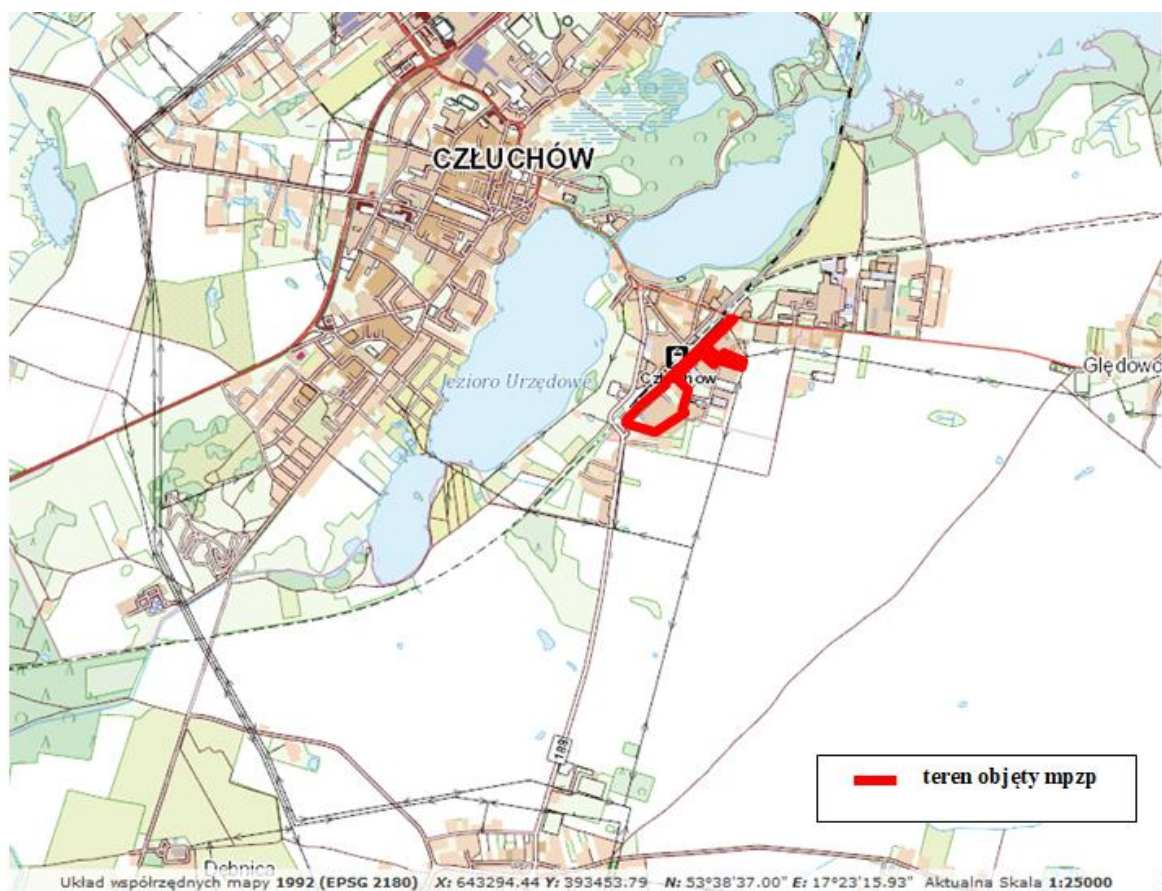 CZŁUCHÓW
Jezioro Urzędowe
Człuchów
Ględowo
189
teren objęty mpzp
Dębnica
Układ współrzędnych mapy 1992 (EPSG 2180) X: 643294.44 Y: 393453.79 N: 53°38'37.00" E: 17°23'15.93" Aktualna Skala 1:25000